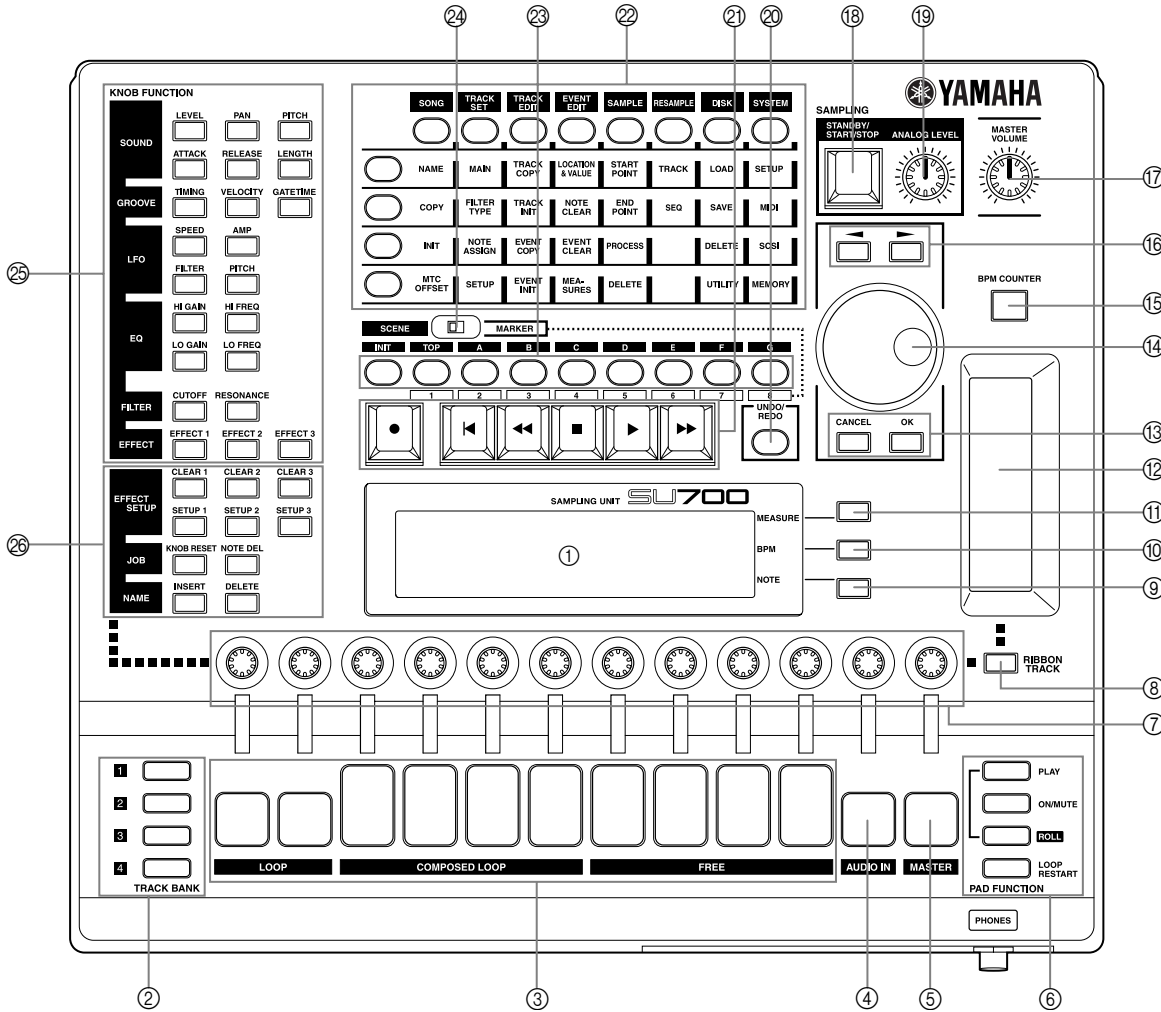 24 23 22 21 20 18 19
KNOB FUNCTION
SOUND
LEVEL PAN PITCH
ATTACK RELEASE LENGTH
GROOVE
TIMING VELOCITY GATETIME
LFO
SPEED AMP
FILTER PITCH
EQ
HI GAIN HI FREQ
LO GAIN LO FREQ
FILTER
CUTOFF RESONANCE
EFFECT
EFFECT 1 EFFECT 2 EFFECT 3
25
EFFECT
SETUP
CLEAR 1 CLEAR 2 CLEAR 3
SETUP 1 SETUP 2 SETUP 3
JOB
KNOB RESET NOTE DEL
NAME
INSERT DELETE
26
SONG TRACK SET TRACK EDIT EVENT EDIT SAMPLE RESAMPLE DISK SYSTEM
NAME MAIN TRACK COPY LOCATION & VALUE START POINT TRACK LOAD SETUP
COPY FILTER TYPE TRACK INIT NOTE CLEAR END POINT SEQ SAVE MIDI
INIT NOTE ASSIGN EVENT COPY EVENT CLEAR PROCESS DELETE SCSI
MTC OFFSET SETUP EVENT INIT MEA-SURES DELETE UTILITY MEMORY
SCENE MARKER
INIT TOP A B C D E F G
1 2 3 4 5 6 7 8
UNDO/
REDO
YAMAHA
SAMPLING
STANDBY/
START/STOP
ANALOG LEVEL
MASTER
VOLUME
17
16
BPM COUNTER
15
14
CANCEL OK
13
12
SAMPLING UNIT SU700
1
MEASURE
11
BPM
10
NOTE
9
RIBBON
TRACK
8
7
1
2
3
4
TRACK BANK
LOOP COMPOSED LOOP FREE AUDIO IN MASTER
PLAY
ON/MUTE
ROLL
LOOP
RESTART
PAD FUNCTION
PHONES
2 3 4 5 6